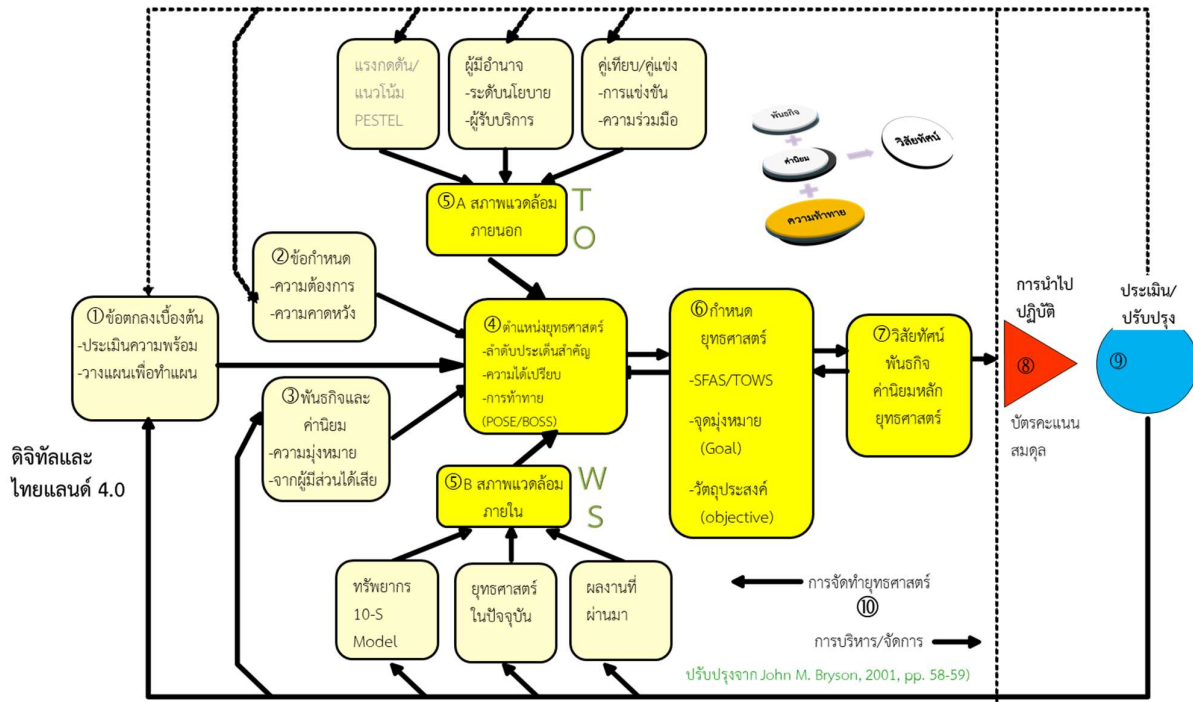 แรงกดดัน/
แนวโน้ม
PESTEL
ผู้มีอำนาจ
-ระดับนโยบาย
-ผู้รับบริการ
คู่เทียบ/คู่แข่ง
-การแข่งขัน
-ความร่วมมือ
พันธกิจ
+
ค่านิยม
+
ความท้าทาย
วิสัยทัศน์
⑤A สภาพแวดล้อม
ภายนอก
T
O
②ข้อกำหนด
-ความต้องการ
-ความคาดหวัง
①ข้อตกลงเบื้องต้น
-ประเมินความพร้อม
-วางแผนเพื่อทำแผน
③พันธกิจและ
ค่านิยม
-ความมุ่งหมาย
-จากผู้มีส่วนได้เสีย
④ตำแหน่งยุทธศาสตร์
-ลำดับประเด็นสำคัญ
-ความได้เปรียบ
-การท้าทาย
(POSE/BOSS)
⑥กำหนด
ยุทธศาสตร์
-SFAS/TOWS
-จุดมุ่งหมาย
(Goal)
-วัตถุประสงค์
(objective)
⑦วิสัยทัศน์
พันธกิจ
ค่านิยมหลัก
ยุทธศาสตร์
การนำไป
ปฏิบัติ
⑧
บัตรคะแนน
สมดุล
ประเมิน/
ปรับปรุง
⑨
ดิจิทัลและ
ไทยแลนด์ 4.0
⑤B สภาพแวดล้อม
ภายใน
W
S
ทรัพยากร
10-S
Model
ยุทธศาสตร์
ในปัจจุบัน
ผลงานที่
ผ่านมา
การจัดทำยุทธศาสตร์
⑩
การบริหาร/จัดการ
ปรับปรุงจาก John M. Bryson, 2001, pp. 58-59)